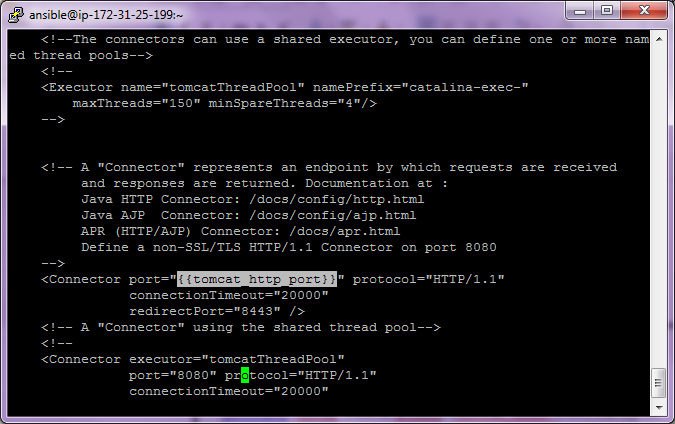 ansible@ip-172-31-25-199:~
<!--The connectors can use a shared executor, you can define one or more nam
ed thread pools-->
<!--
<Executor name="tomcatThreadPool" namePrefix="catalina-exec-"
maxThreads="150" minSpareThreads="4"/>
-->
<!-- A "Connector" represents an endpoint by which requests are received
and responses are returned. Documentation at :
Java HTTP Connector: /docs/config/http.html
Java AJP  Connector: /docs/config/ajp.html
APR (HTTP/AJP) Connector: /docs/apr.html
Define a non-SSL/TLS HTTP/1.1 Connector on port 8080
-->
<Connector port="{{tomcat_http_port}}" protocol="HTTP/1.1"
connectionTimeout="20000"
redirectPort="8443" />
<!-- A "Connector" using the shared thread pool-->
<!--
<Connector executor="tomcatThreadPool"
port="8080" protocol="HTTP/1.1"
connectionTimeout="20000"